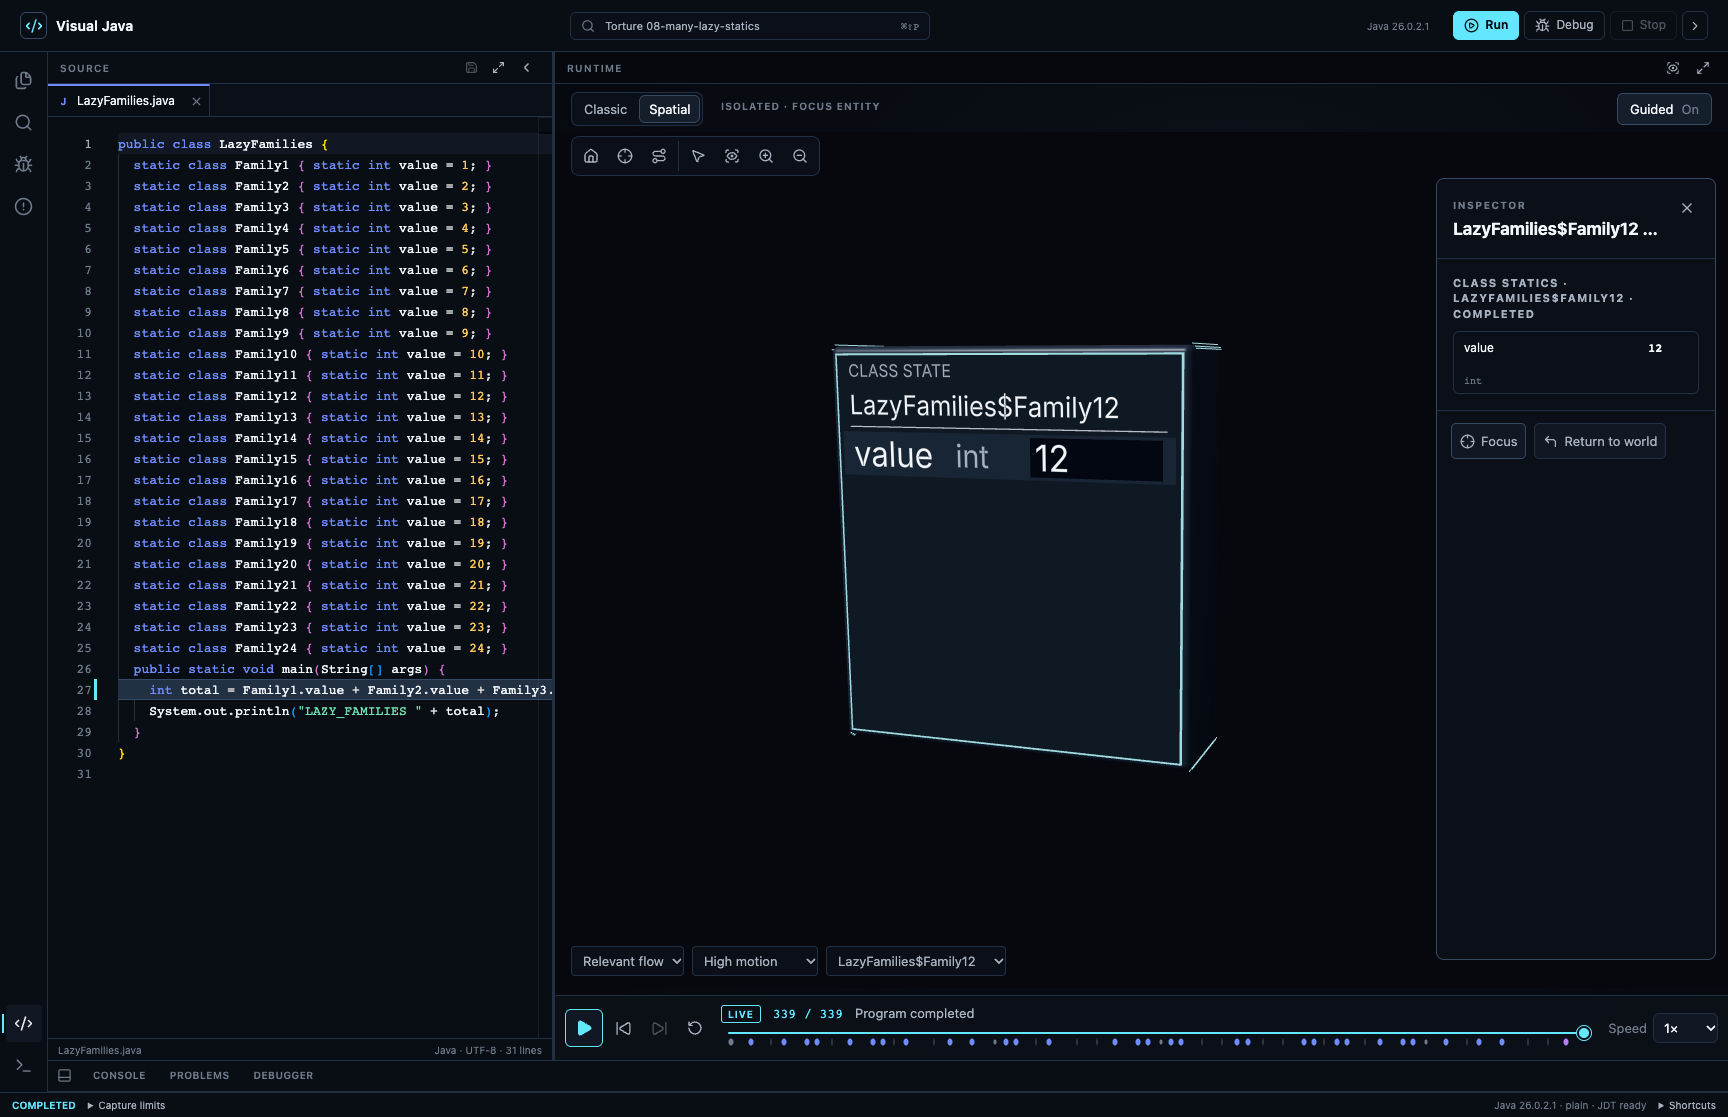 Visual Java
Torture 08-many-lazy-statics
⌘⇧P
Java 26.0.2.1
Run
Debug
Stop
SOURCE
J LazyFamilies.java
1 public class LazyFamilies {
2 static class Family1 { static int value = 1; }
3 static class Family2 { static int value = 2; }
4 static class Family3 { static int value = 3; }
5 static class Family4 { static int value = 4; }
6 static class Family5 { static int value = 5; }
7 static class Family6 { static int value = 6; }
8 static class Family7 { static int value = 7; }
9 static class Family8 { static int value = 8; }
10 static class Family9 { static int value = 9; }
11 static class Family10 { static int value = 10; }
12 static class Family11 { static int value = 11; }
13 static class Family12 { static int value = 12; }
14 static class Family13 { static int value = 13; }
15 static class Family14 { static int value = 14; }
16 static class Family15 { static int value = 15; }
17 static class Family16 { static int value = 16; }
18 static class Family17 { static int value = 17; }
19 static class Family18 { static int value = 18; }
20 static class Family19 { static int value = 19; }
21 static class Family20 { static int value = 20; }
22 static class Family21 { static int value = 21; }
23 static class Family22 { static int value = 22; }
24 static class Family23 { static int value = 23; }
25 static class Family24 { static int value = 24; }
26 public static void main(String[] args) {
27 int total = Family1.value + Family2.value + Family3.
28 System.out.println("LAZY_FAMILIES " + total);
29 }
30 }
31
LazyFamilies.java
Java · UTF-8 · 31 lines
RUNTIME
Classic
Spatial
ISOLATED · FOCUS ENTITY
Guided On
CLASS STATE
LazyFamilies$Family12
value int 12
INSPECTOR
LazyFamilies$Family12 ...
CLASS STATICS ·
LAZYFAMILIES$FAMILY12 ·
COMPLETED
value 12
int
Focus
Return to world
Relevant flow
High motion
LazyFamilies$Family12
LIVE 339 / 339 Program completed
Speed 1×
CONSOLE
PROBLEMS
DEBUGGER
COMPLETED
Capture limits
Java 26.0.2.1 · plain · JDT ready
Shortcuts